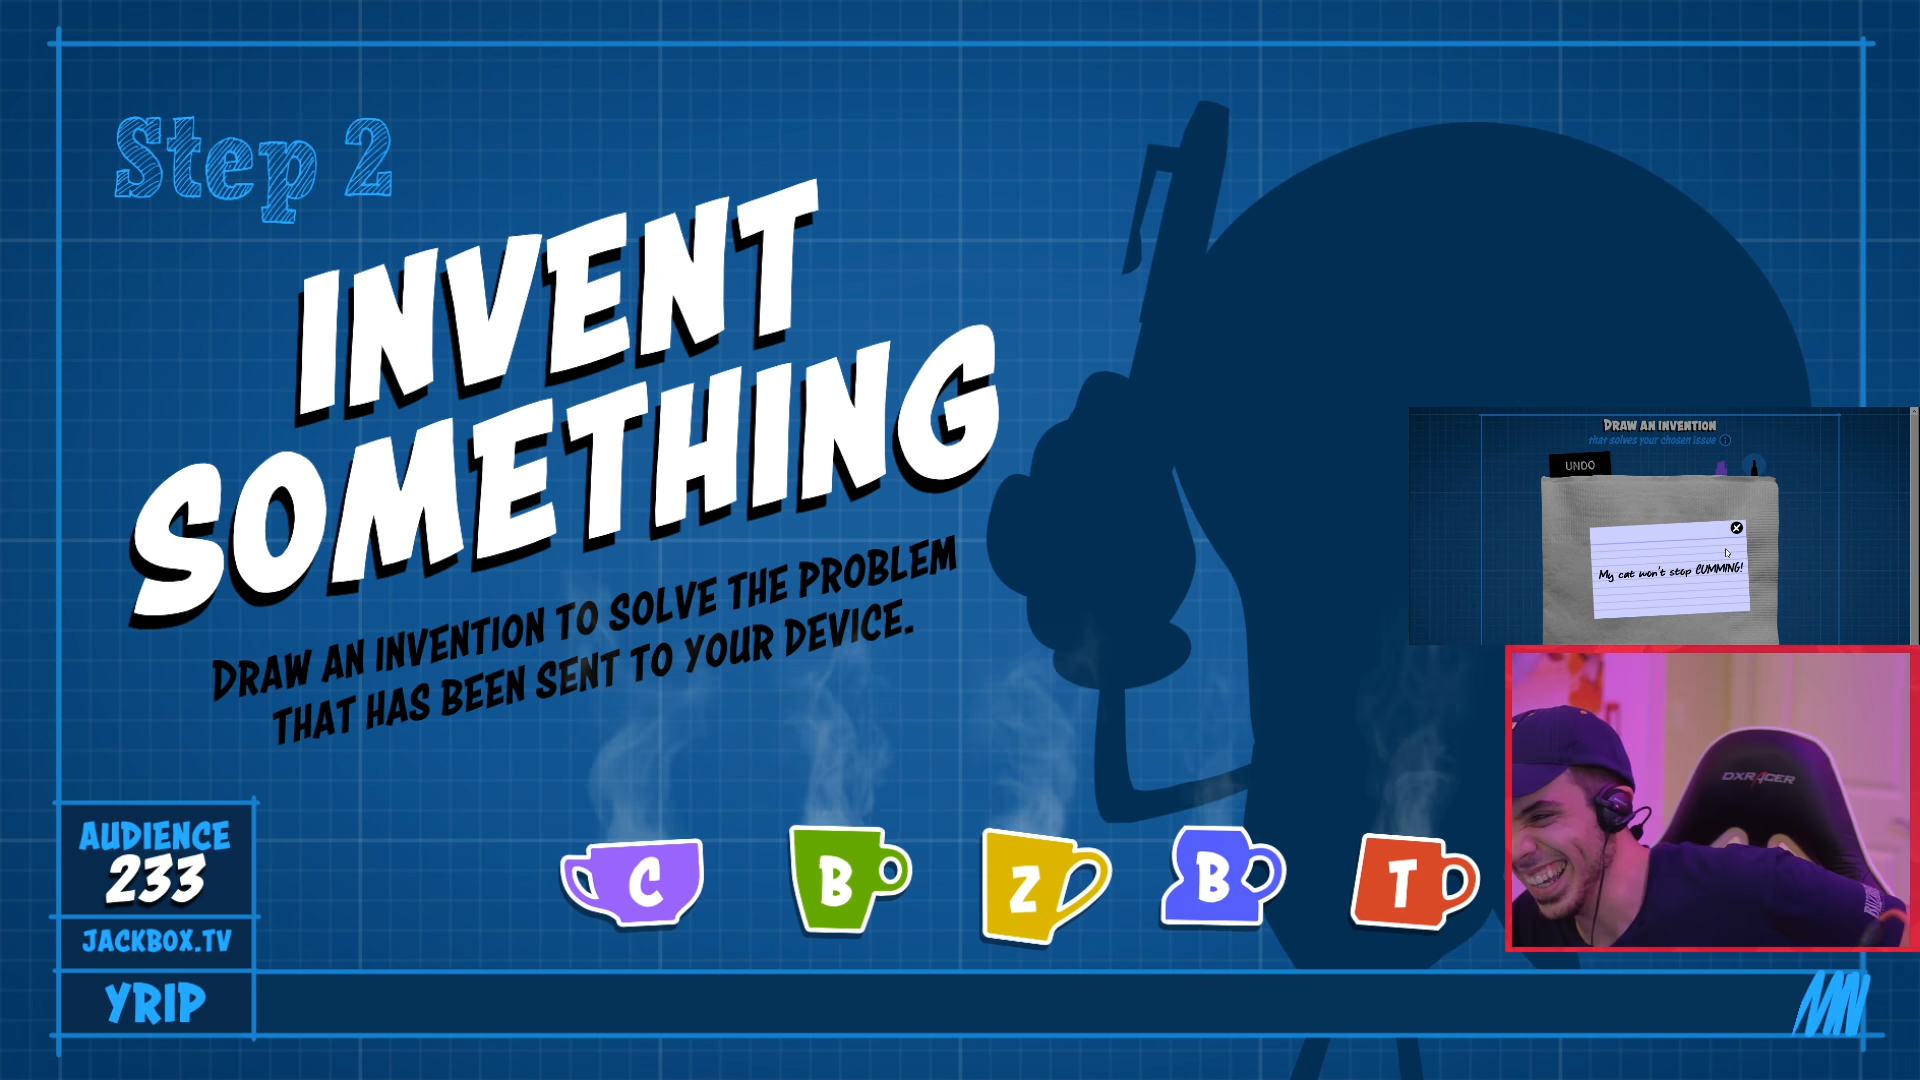 Step 2
INVENT
SOMETHING
DRAW AN INVENTION TO SOLVE THE PROBLEM
THAT HAS BEEN SENT TO YOUR DEVICE.
DRAW AN INVENTION
that solves your chosen issue
UNDO
My cat won't stop CUMMING!
DXRACER
C
B
Z
B
T
AUDIENCE
233
JACKBOX.TV
YRIP